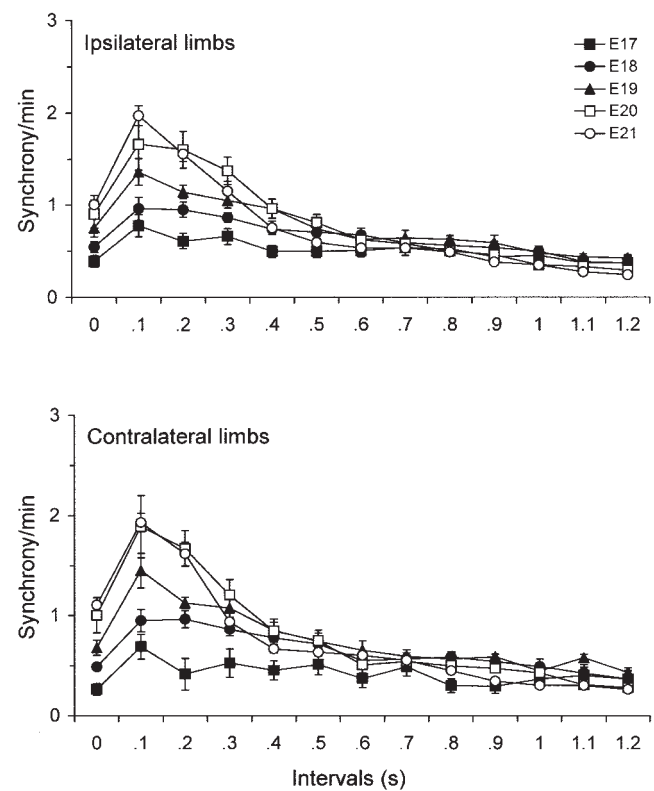 3
Ipsilateral limbs
E17
E18
E19
E20
E21
2
Synchrony/min
1
0
0 .1 .2 .3 .4 .5 .6 .7 .8 .9 1 1.1 1.2
3
Contralateral limbs
2
Synchrony/min
1
0
0 .1 .2 .3 .4 .5 .6 .7 .8 .9 1 1.1 1.2
Intervals (s)